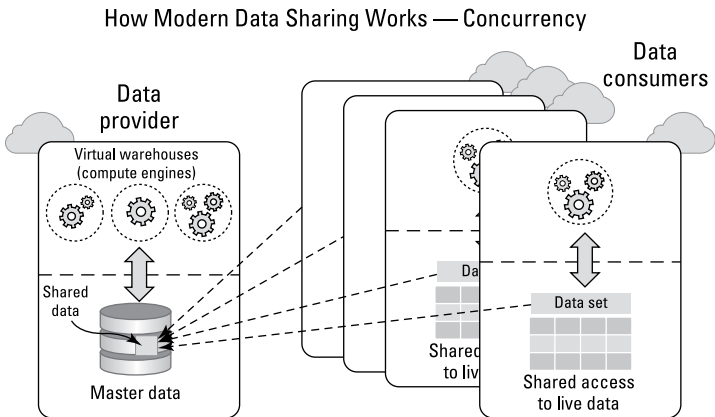 How Modern Data Sharing Works — Concurrency
Data
provider
Data
consumers
Virtual warehouses
(compute engines)
Shared
data
Master data
Data set
Shared access
to live data
Shared